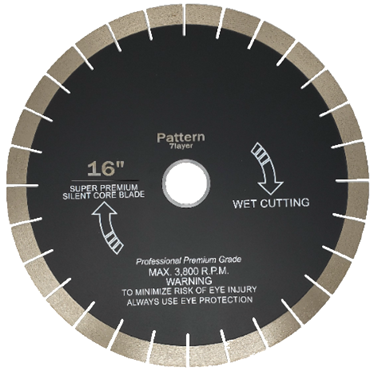 Pattern
7layer
16"
SUPER PREMIUM
SILENT CORE BLADE
WET CUTTING
Professional Premium Grade
MAX. 3,800 R.P.M.
WARNING
TO MINIMIZE RISK OF EYE INJURY
ALWAYS USE EYE PROTECTION